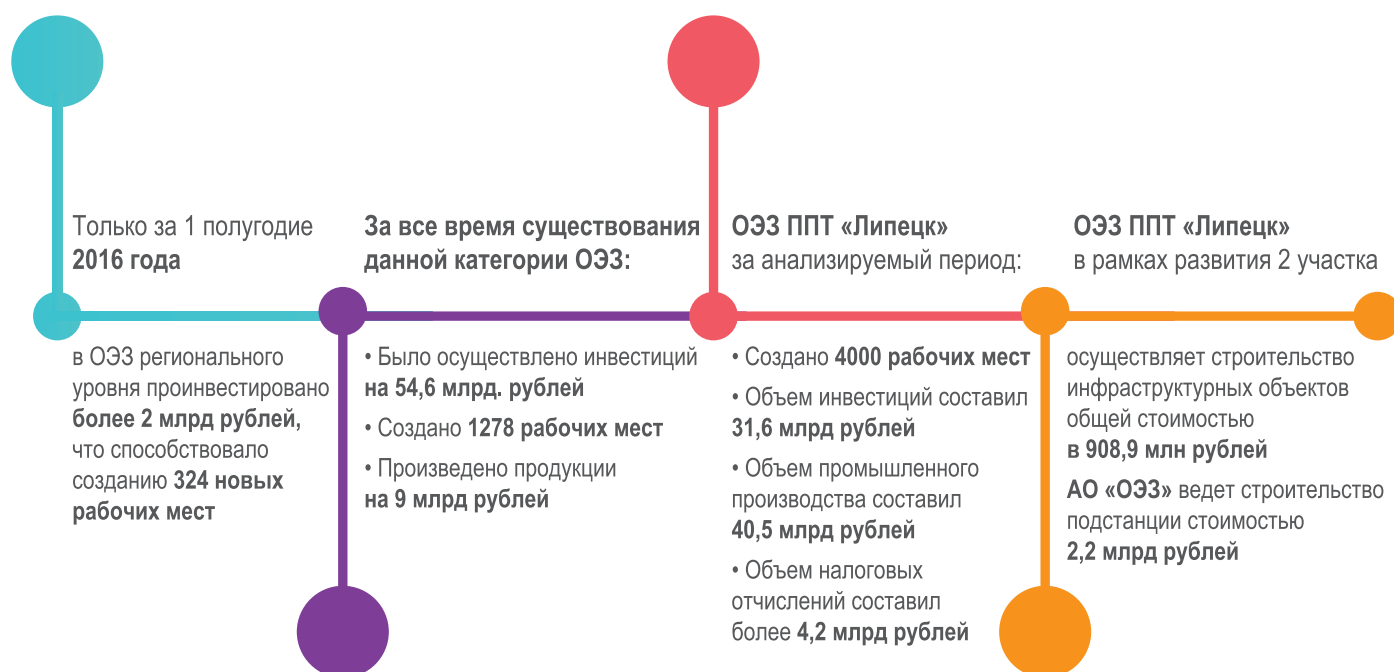 Только за 1 полугодие
2016 года
в ОЭЗ регионального
уровня проинвестировано
более 2 млрд рублей,
что способствовало
созданию 324 новых
рабочих мест
За все время существования
данной категории ОЭЗ:
• Было осуществлено инвестиций
на 54,6 млрд. рублей
• Создано 1278 рабочих мест
• Произведено продукции
на 9 млрд рублей
ОЭЗ ППТ «Липецк»
за анализируемый период:
• Создано 4000 рабочих мест
• Объем инвестиций составил
31,6 млрд рублей
• Объем промышленного
производства составил
40,5 млрд рублей
• Объем налоговых
отчислений составил
более 4,2 млрд рублей
ОЭЗ ППТ «Липецк»
в рамках развития 2 участка
осуществляет строительство
инфраструктурных объектов
общей стоимостью
в 908,9 млн рублей
АО «ОЭЗ» ведет строительство
подстанции стоимостью
2,2 млрд рублей